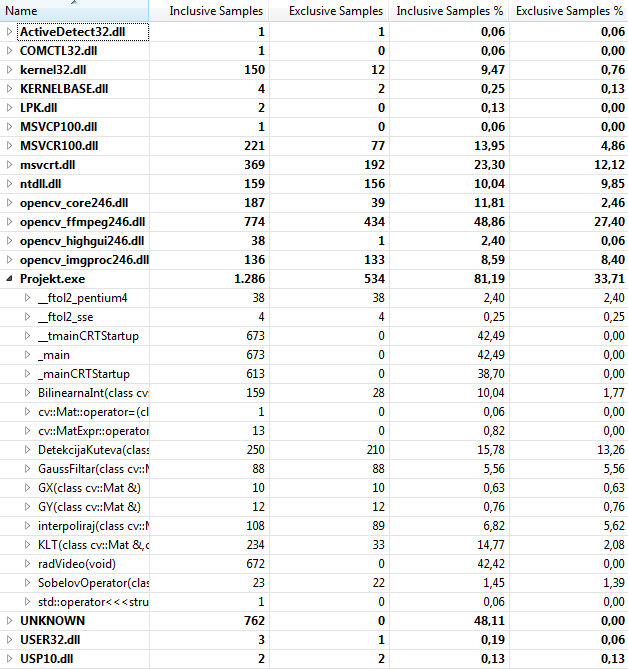 Name Inclusive Samples Exclusive Samples Inclusive Samples % Exclusive Samples %
ActiveDetect32.dll 1 1 0,06 0,06
COMCTL32.dll 1 0 0,06 0,00
kernel32.dll 150 12 9,47 0,76
KERNELBASE.dll 4 2 0,25 0,13
LPK.dll 2 0 0,13 0,00
MSVCP100.dll 1 0 0,06 0,00
MSVCR100.dll 221 77 13,95 4,86
msvcrt.dll 369 192 23,30 12,12
ntdll.dll 159 156 10,04 9,85
opencv_core246.dll 187 39 11,81 2,46
opencv_ffmpeg246.dll 774 434 48,86 27,40
opencv_highgui246.dll 38 1 2,40 0,06
opencv_imgproc246.dll 136 133 8,59 8,40
Projekt.exe 1.286 534 81,19 33,71
__ftol2_pentium4 38 38 2,40 2,40
__ftol2_sse 4 4 0,25 0,25
__tmainCRTStartup 673 0 42,49 0,00
_main 673 0 42,49 0,00
_mainCRTStartup 613 0 38,70 0,00
BilinearnaInt(class cv:: 159 28 10,04 1,77
cv::Mat::operator=(cl 1 0 0,06 0,00
cv::MatExpr::operator 13 0 0,82 0,00
DetekcijaKuteva(class 250 210 15,78 13,26
GaussFiltar(class cv::M 88 88 5,56 5,56
GX(class cv::Mat &) 10 10 0,63 0,63
GY(class cv::Mat &) 12 12 0,76 0,76
interpoliraj(class cv::M 108 89 6,82 5,62
KLT(class cv::Mat &,c 234 33 14,77 2,08
radVideo(void) 672 0 42,42 0,00
SobelovOperator(clas 23 22 1,45 1,39
std::operator<<<stru 1 0 0,06 0,00
UNKNOWN 762 0 48,11 0,00
USER32.dll 3 1 0,19 0,06
USP10.dll 2 2 0,13 0,13